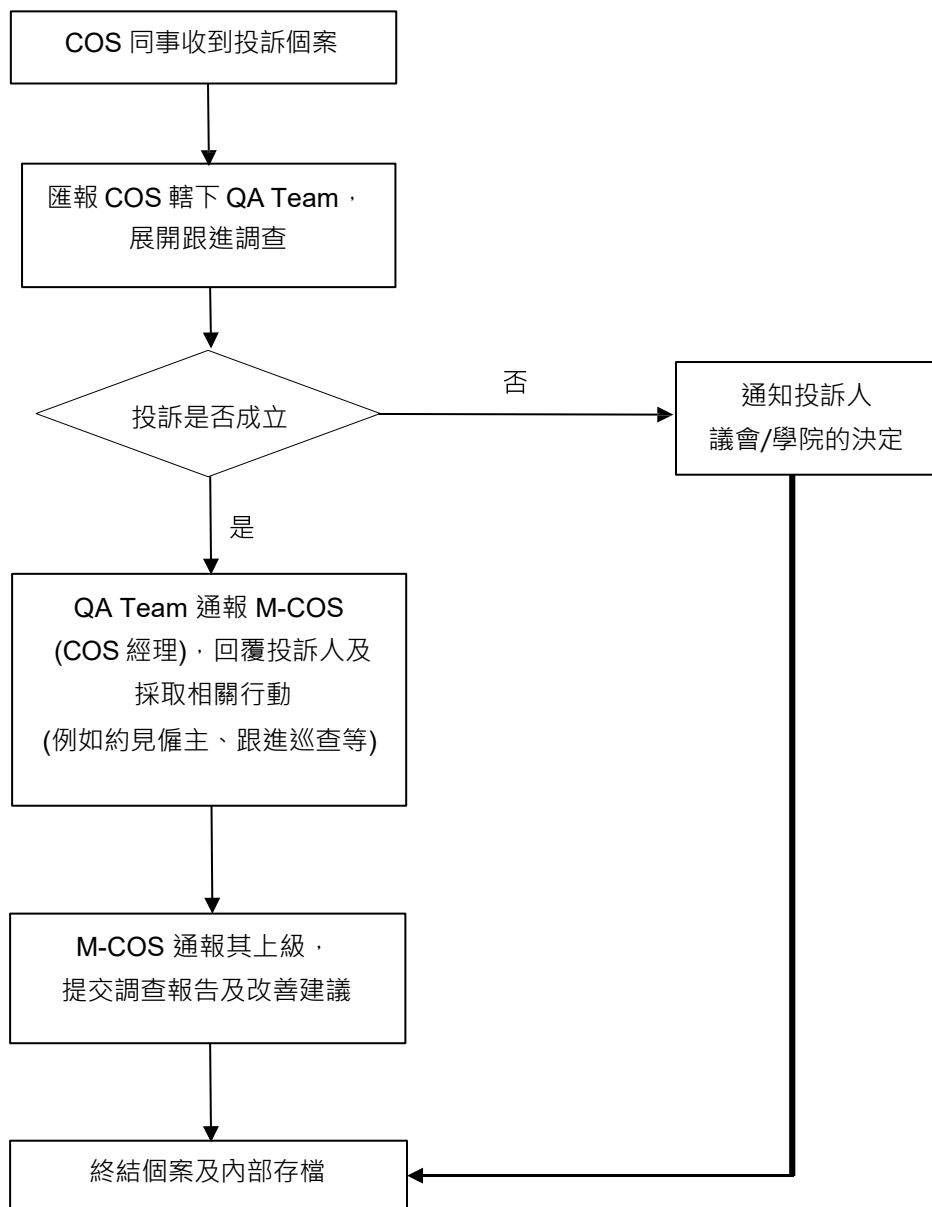 COS 同事收到投訴個案
匯報 COS 轄下 QA Team，
展開跟進調查
投訴是否成立
否
通知投訴人
議會/學院的決定
是
QA Team 通報 M-COS
(COS 經理)，回覆投訴人及
採取相關行動
(例如約見僱主、跟進巡查等)
M-COS 通報其上級，
提交調查報告及改善建議
終結個案及內部存檔